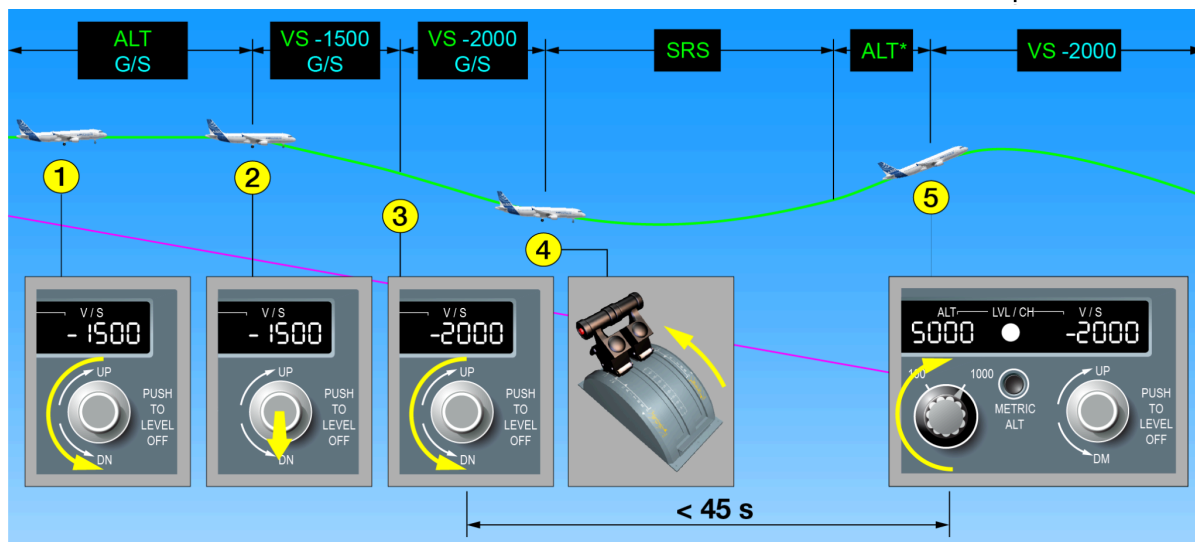 ALT
G/S
VS -1500
G/S
VS -2000
G/S
SRS
ALT*
VS -2000
1
2
3
4
5
V/S
-1500
UP
PUSH
TO
LEVEL
OFF
DN
V/S
-1500
UP
PUSH
TO
LEVEL
OFF
DN
V/S
-2000
UP
PUSH
TO
LEVEL
OFF
DN
ALT LVL/CH V/S
5000 -2000
100 1000
METRIC
ALT
UP
PUSH
TO
LEVEL
OFF
DM
< 45 s